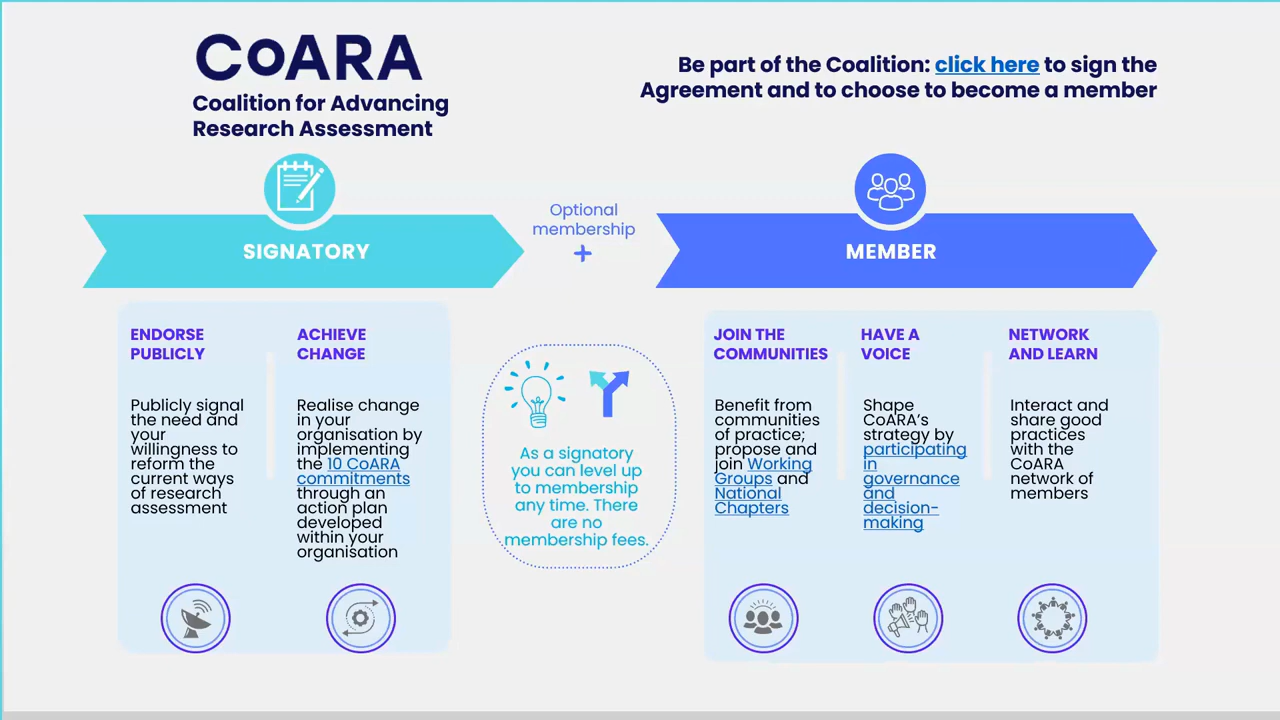 CoARA
Coalition for Advancing
Research Assessment
Be part of the Coalition: click here to sign the
Agreement and to choose to become a member
SIGNATORY
Optional
membership
+
MEMBER
ENDORSE
PUBLICLY
Publicly signal
the need and
your
willingness to
reform the
current ways
of research
assessment
ACHIEVE
CHANGE
Realise change
in your
organisation by
implementing
the 10 CoARA
commitments
through an
action plan
developed
within your
organisation
As a signatory
you can level up
to membership
any time. There
are no
membership fees.
JOIN THE
COMMUNITIES
Benefit from
communities
of practice;
propose and
join Working
Groups and
National
Chapters
HAVE A
VOICE
Shape
CoARA's
strategy by
participating
in
governance
and
decision-
making
NETWORK
AND LEARN
Interact and
share good
practices
with the
CoARA
network of
members